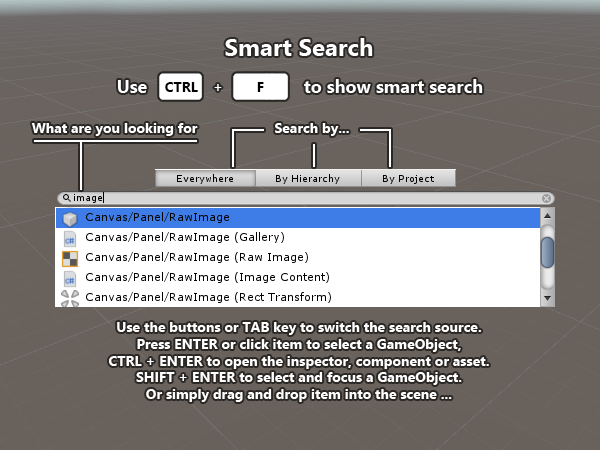 Smart Search
Use CTRL + F to show smart search
What are you looking for
Search by...
Everywhere By Hierarchy By Project
image
Canvas/Panel/RawImage
C# Canvas/Panel/RawImage (Gallery)
Canvas/Panel/RawImage (Raw Image)
C# Canvas/Panel/RawImage (Image Content)
Canvas/Panel/RawImage (Rect Transform)
Use the buttons or TAB key to switch the search source.
Press ENTER or click item to select a GameObject,
CTRL + ENTER to open the inspector, component or asset.
SHIFT + ENTER to select and focus a GameObject.
Or simply drag and drop item into the scene ...